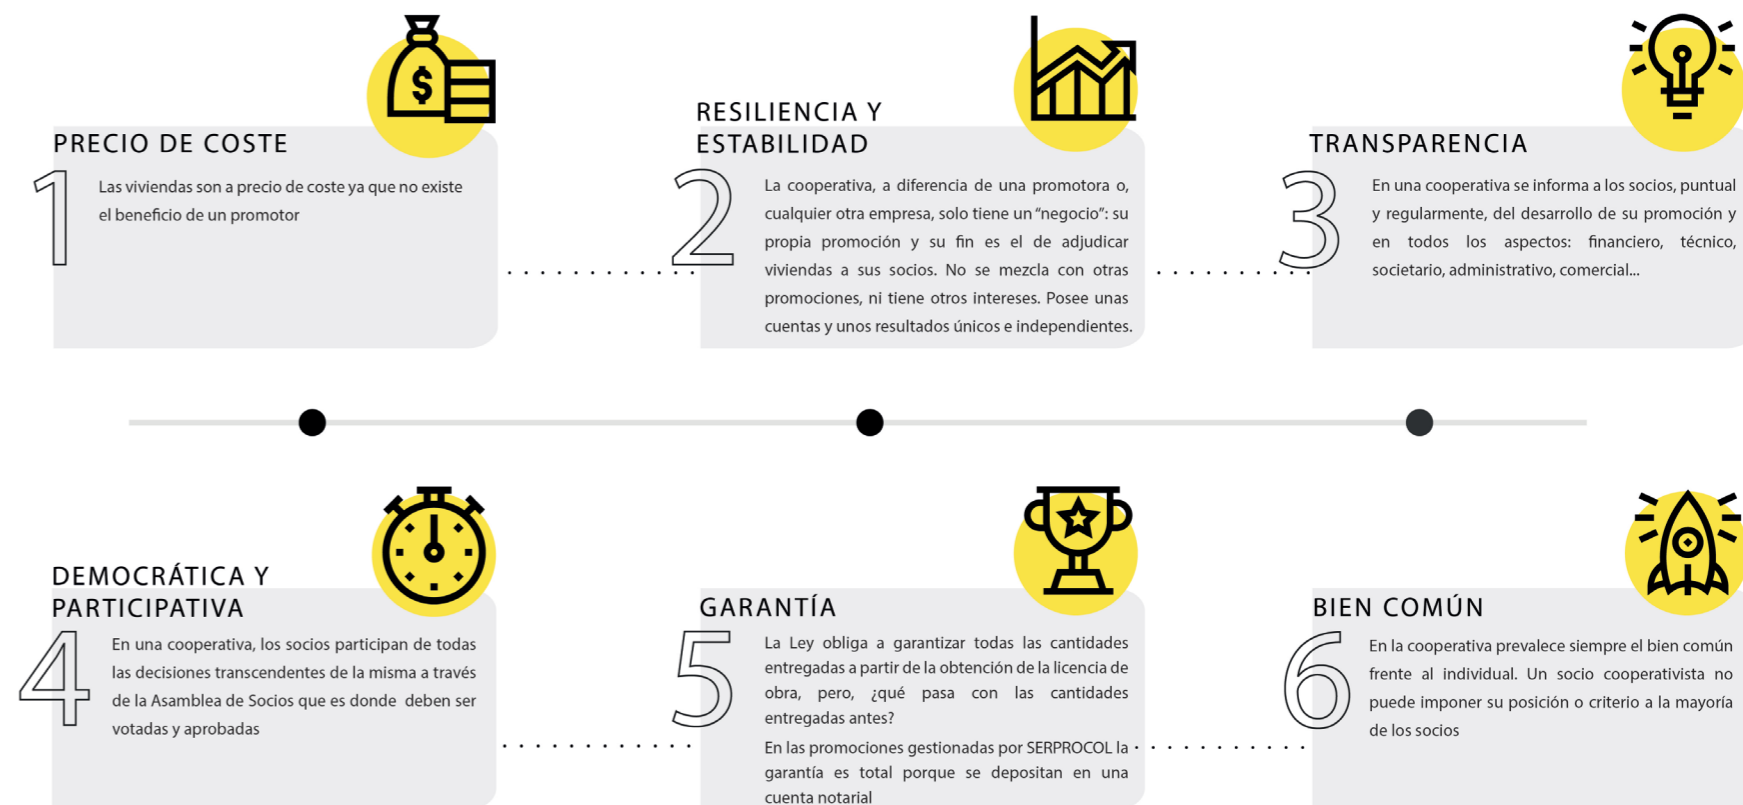 PRECIO DE COSTE
1
Las viviendas son a precio de coste ya que no existe
el beneficio de un promotor
RESILIENCIA Y
ESTABILIDAD
2
La cooperativa, a diferencia de una promotora o,
cualquier otra empresa, solo tiene un “negocio”: su
propia promoción y su fin es el de adjudicar
viviendas a sus socios. No se mezcla con otras
promociones, ni tiene otros intereses. Posee unas
cuentas y unos resultados únicos e independientes.
TRANSPARENCIA
3
En una cooperativa se informa a los socios, puntual
y regularmente, del desarrollo de su promoción y
en todos los aspectos: financiero, técnico,
societario, administrativo, comercial...
DEMOCRÁTICA Y
PARTICIPATIVA
4
En una cooperativa, los socios participan de todas
las decisiones transcendentes de la misma a través
de la Asamblea de Socios que es donde deben ser
votadas y aprobadas
GARANTÍA
5
La Ley obliga a garantizar todas las cantidades
entregadas a partir de la obtención de la licencia de
obra, pero, ¿qué pasa con las cantidades
entregadas antes?
En las promociones gestionadas por SERPROCOL la
garantía es total porque se depositan en una
cuenta notarial
BIEN COMÚN
6
En la cooperativa prevalece siempre el bien común
frente al individual. Un socio cooperativista no
puede imponer su posición o criterio a la mayoría
de los socios
$